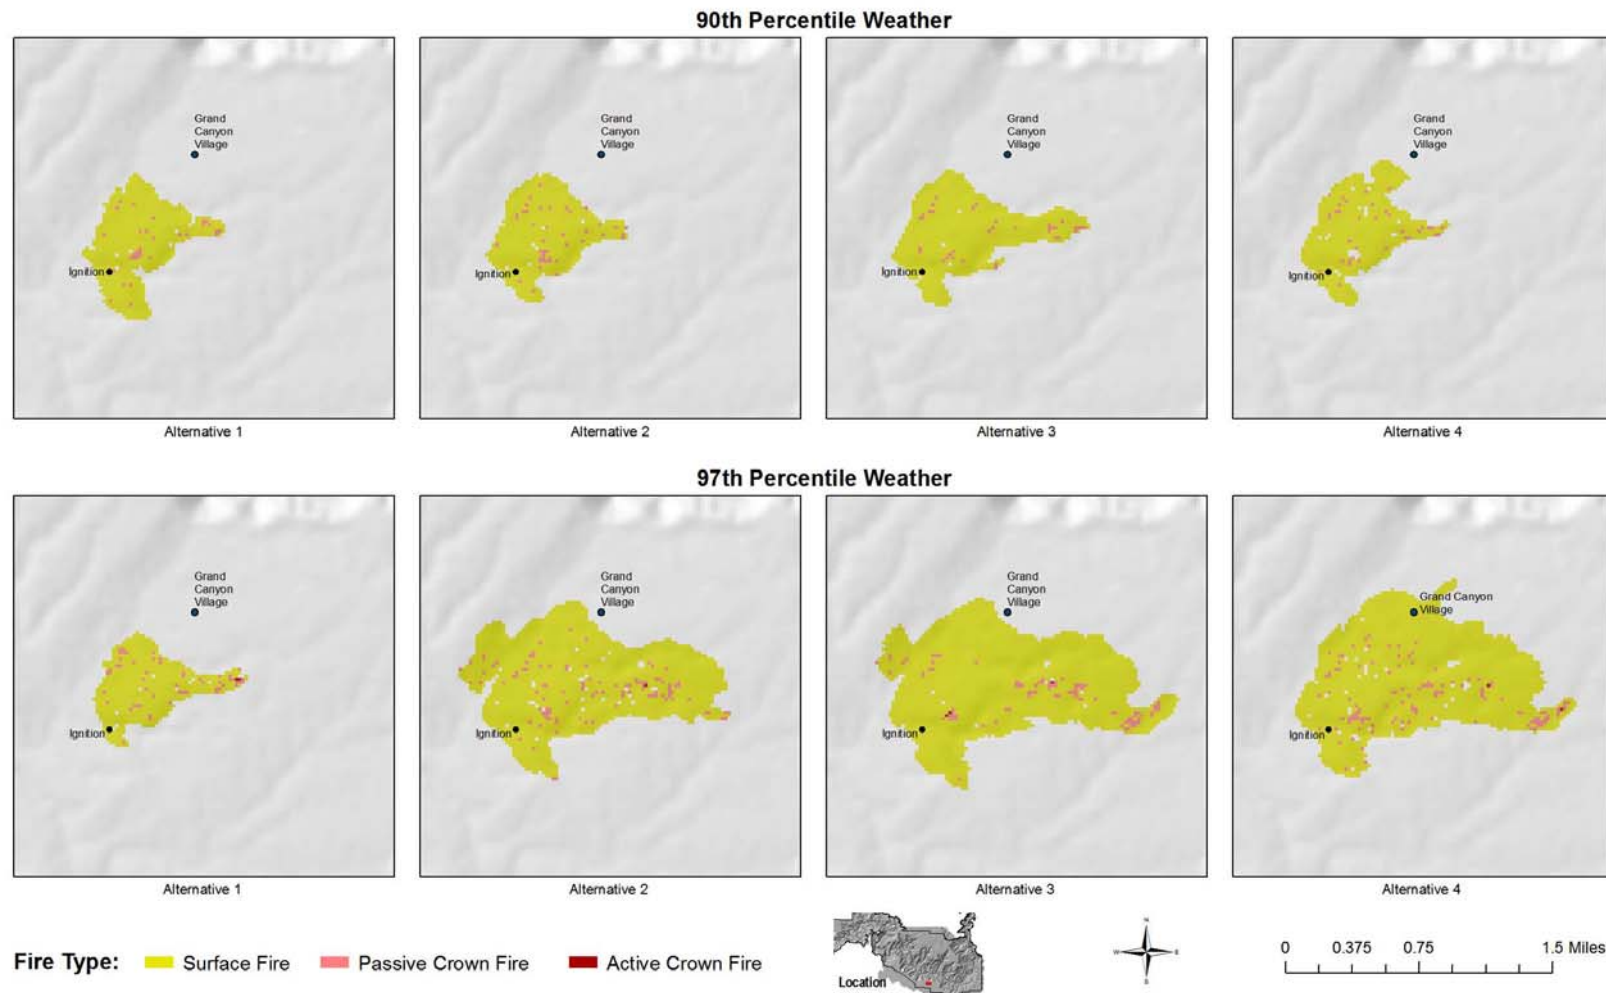 90th Percentile Weather
Grand
Canyon
Village
Ignition
Grand
Canyon
Village
Ignition
Grand
Canyon
Village
Ignition
Grand
Canyon
Village
Ignition
Alternative 1
Alternative 2
Alternative 3
Alternative 4
97th Percentile Weather
Grand
Canyon
Village
Ignition
Grand
Canyon
Village
Ignition
Grand
Canyon
Village
Ignition
Grand Canyon
Village
Ignition
Alternative 1
Alternative 2
Alternative 3
Alternative 4
Fire Type: Surface Fire Passive Crown Fire Active Crown Fire
Location
N
W E
S
0 0.375 0.75 1.5 Miles